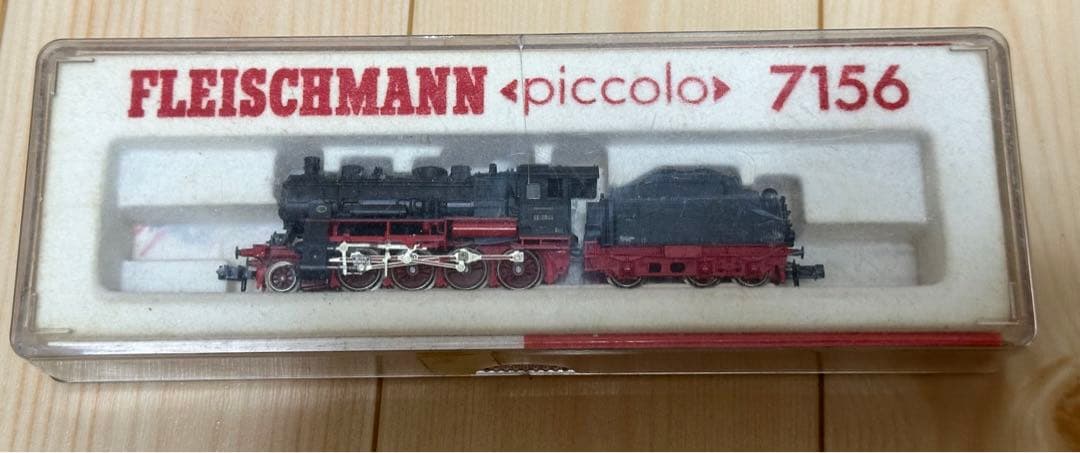 FLEISCHMANN <piccolo> 7156